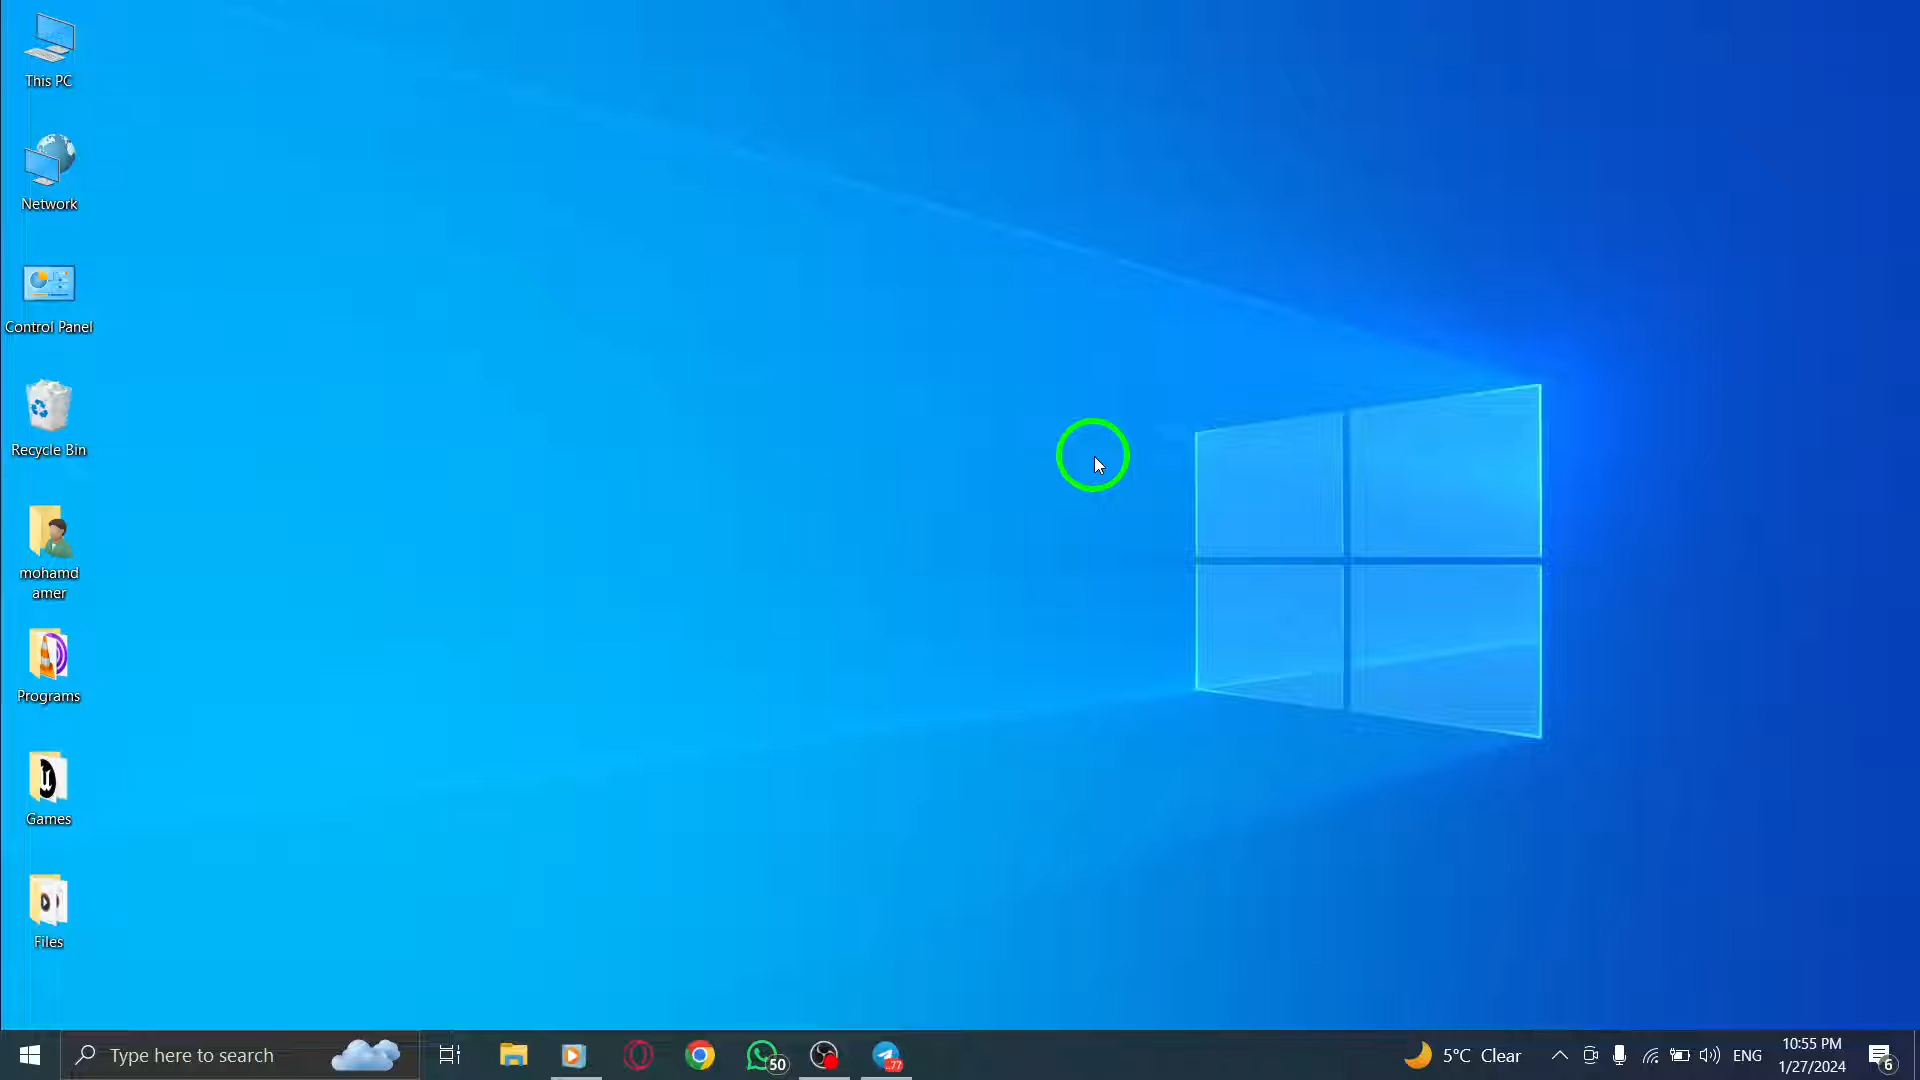 This PC
Network
Control Panel
Recycle Bin
mohamd
amer
Programs
Games
Files
Type here to search
50
77
5°C Clear
ENG
10:55 PM
1/27/2024
6